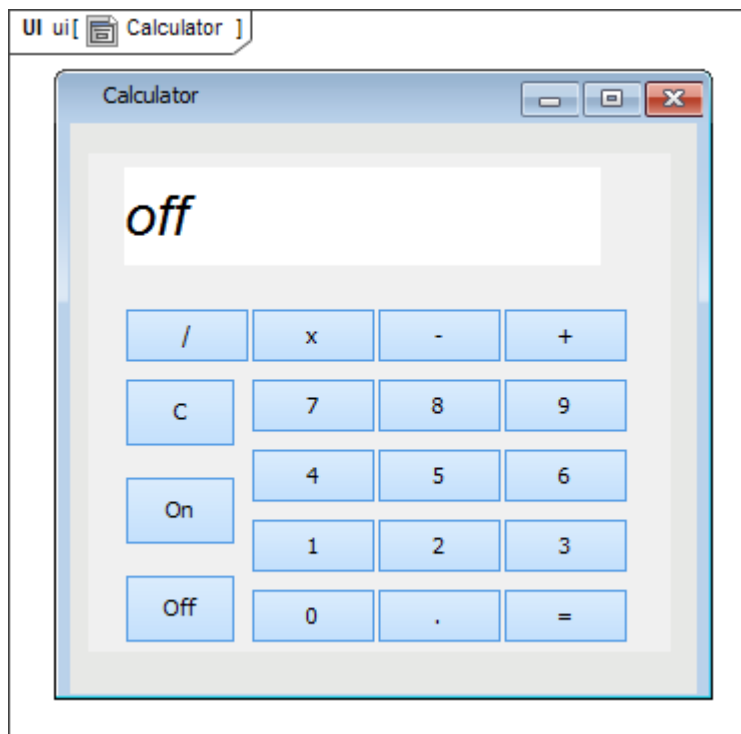 UI ui[ Calculator ]
Calculator
off
/ x - +
C 7 8 9
4 5 6
On
1 2 3
Off
0 . =